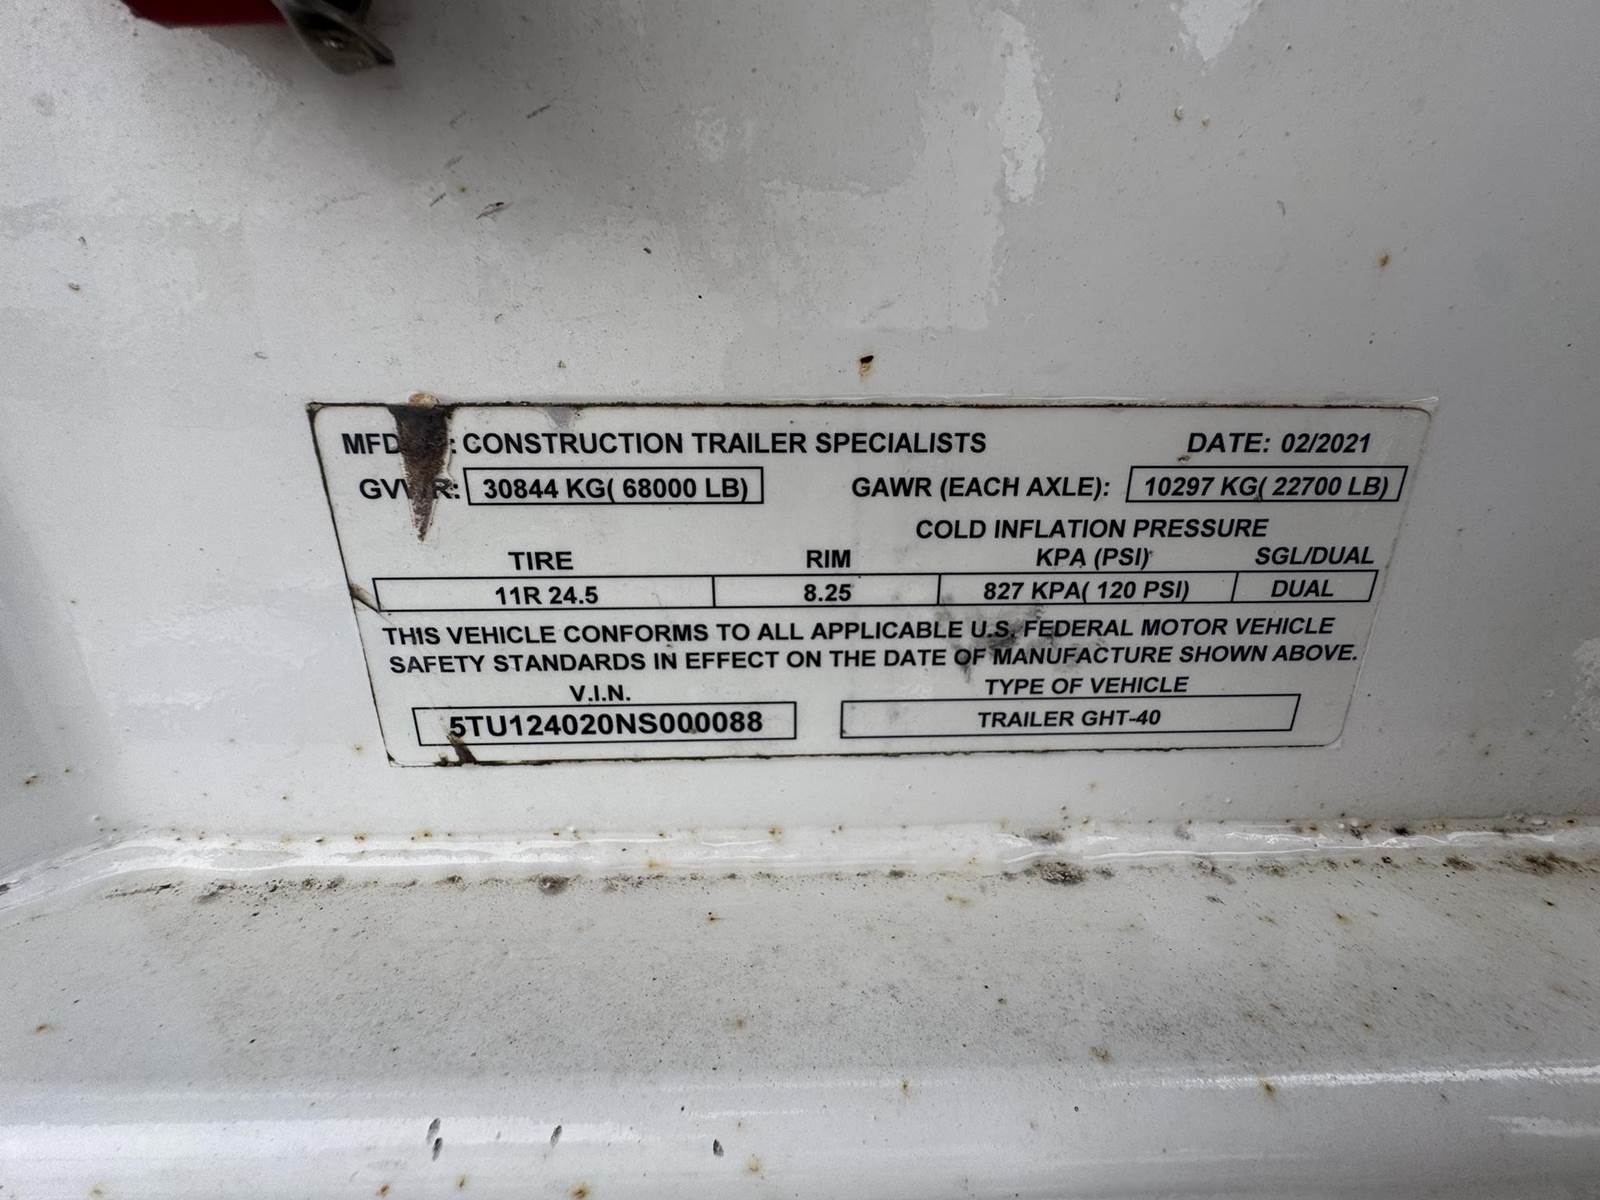 MFD : CONSTRUCTION TRAILER SPECIALISTS DATE: 02/2021
GVWR: 30844 KG( 68000 LB) GAWR (EACH AXLE): 10297 KG( 22700 LB)
COLD INFLATION PRESSURE
TIRE RIM KPA (PSI) SGL/DUAL
11R 24.5 8.25 827 KPA( 120 PSI) DUAL
THIS VEHICLE CONFORMS TO ALL APPLICABLE U.S. FEDERAL MOTOR VEHICLE
SAFETY STANDARDS IN EFFECT ON THE DATE OF MANUFACTURE SHOWN ABOVE.
V.I.N. TYPE OF VEHICLE
5TU124020NS000088 TRAILER GHT-40